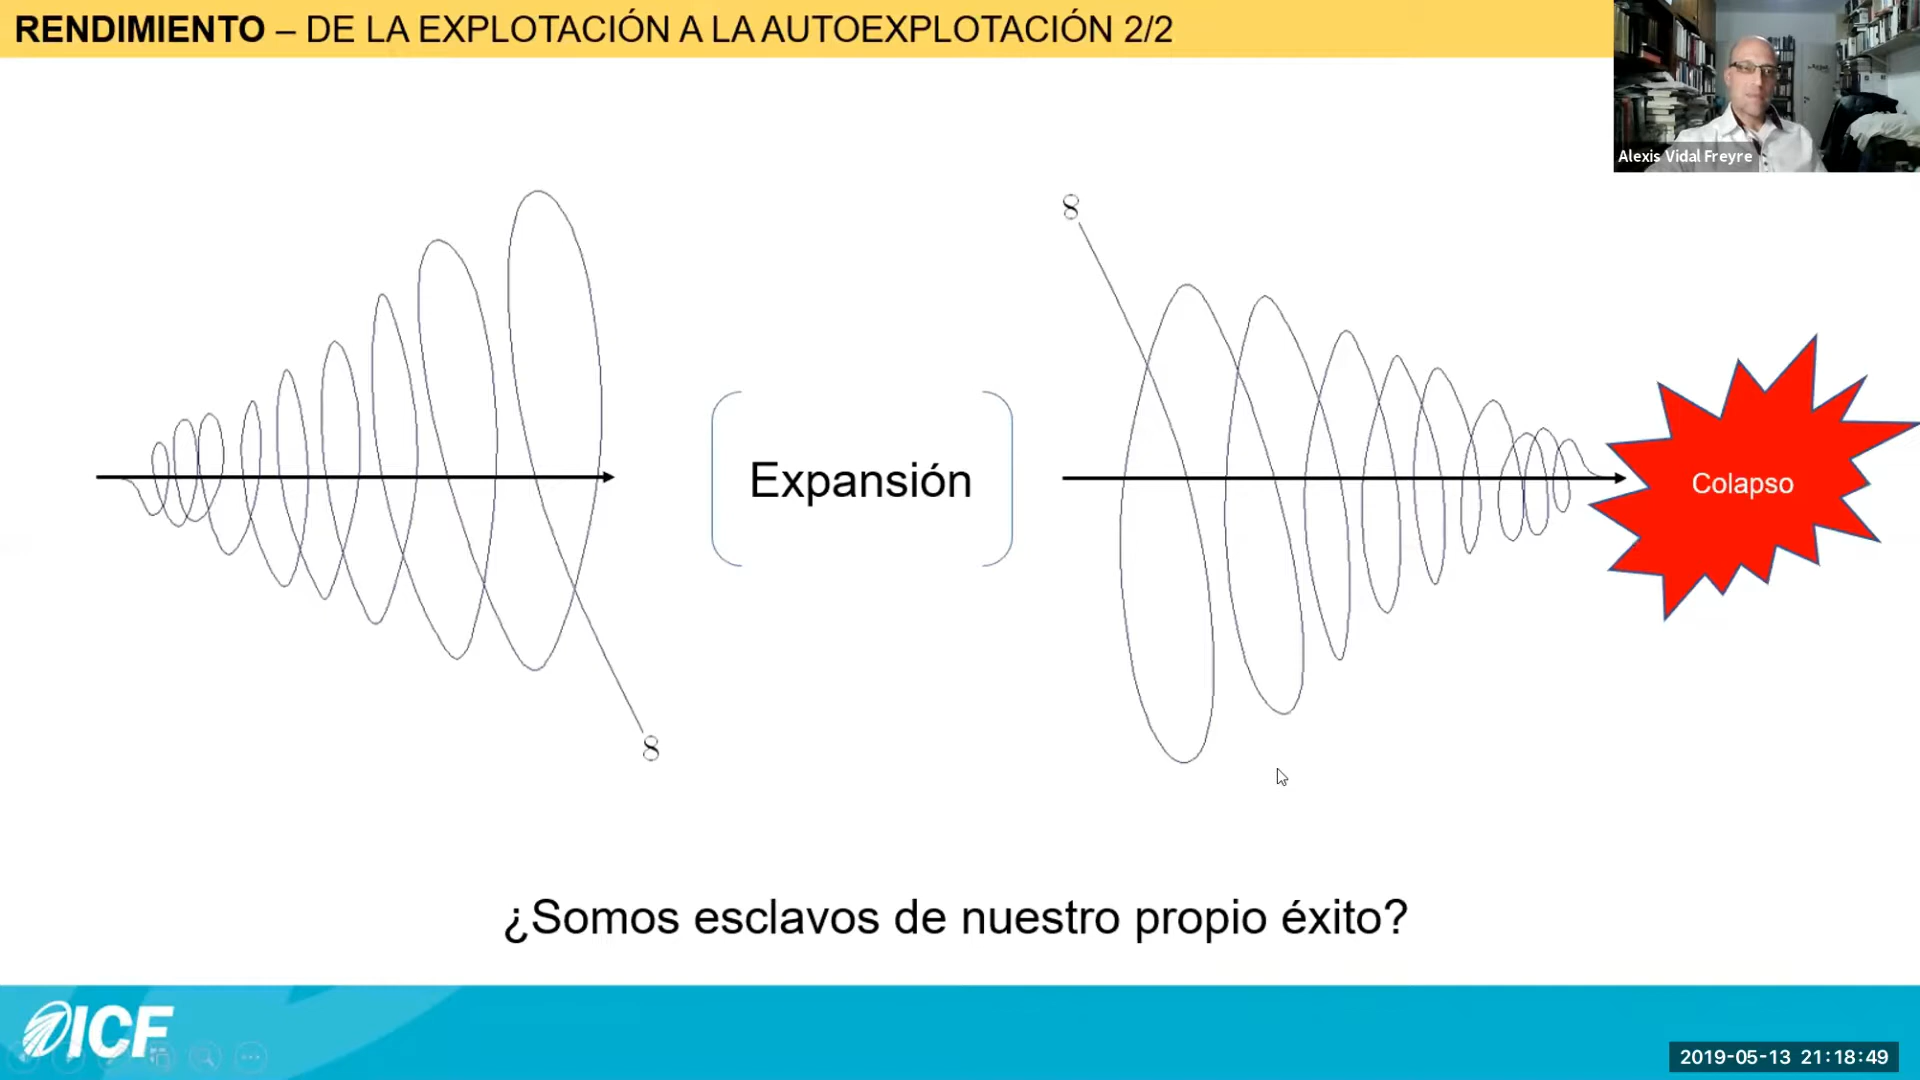 RENDIMIENTO – DE LA EXPLOTACIÓN A LA AUTOEXPLOTACIÓN 2/2
Alexis Vidal Freyre
8
Expansión
Colapso
8
¿Somos esclavos de nuestro propio éxito?
ICF
2019-05-13 21:18:49